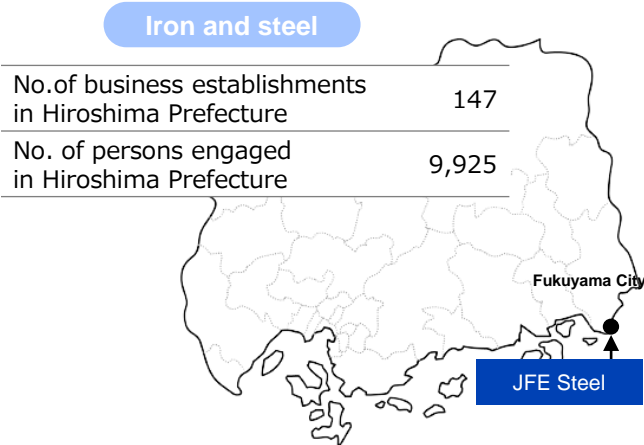 Iron and steel
No.of business establishments
in Hiroshima Prefecture
147
No. of persons engaged
in Hiroshima Prefecture
9,925
Fukuyama City
JFE Steel